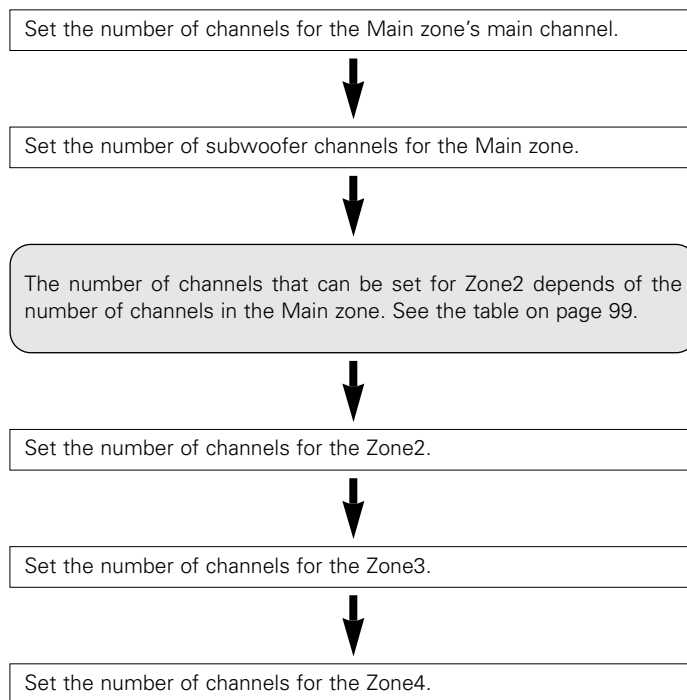 Set the number of channels for the Main zone’s main channel.
Set the number of subwoofer channels for the Main zone.
The number of channels that can be set for Zone2 depends of the
number of channels in the Main zone. See the table on page 99.
Set the number of channels for the Zone2.
Set the number of channels for the Zone3.
Set the number of channels for the Zone4.